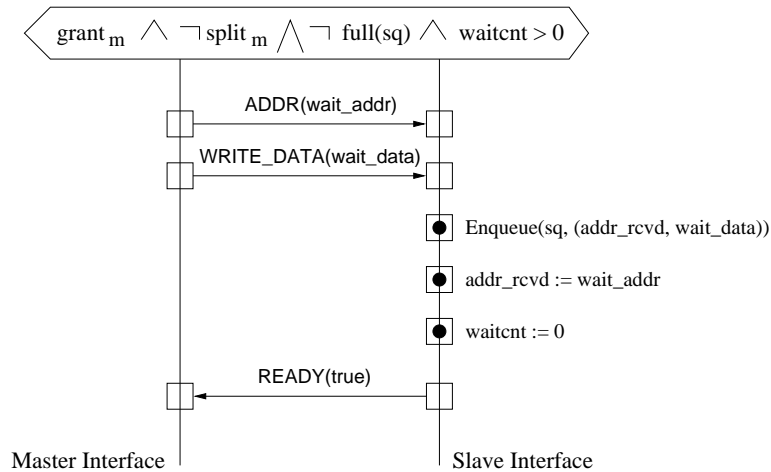 grant m ∧ ¬ split m ∧ ¬ full(sq) ∧ waitcnt > 0
ADDR(wait_addr)
WRITE_DATA(wait_data)
Enqueue(sq, (addr_rcvd, wait_data))
addr_rcvd := wait_addr
waitcnt := 0
READY(true)
Master Interface
Slave Interface